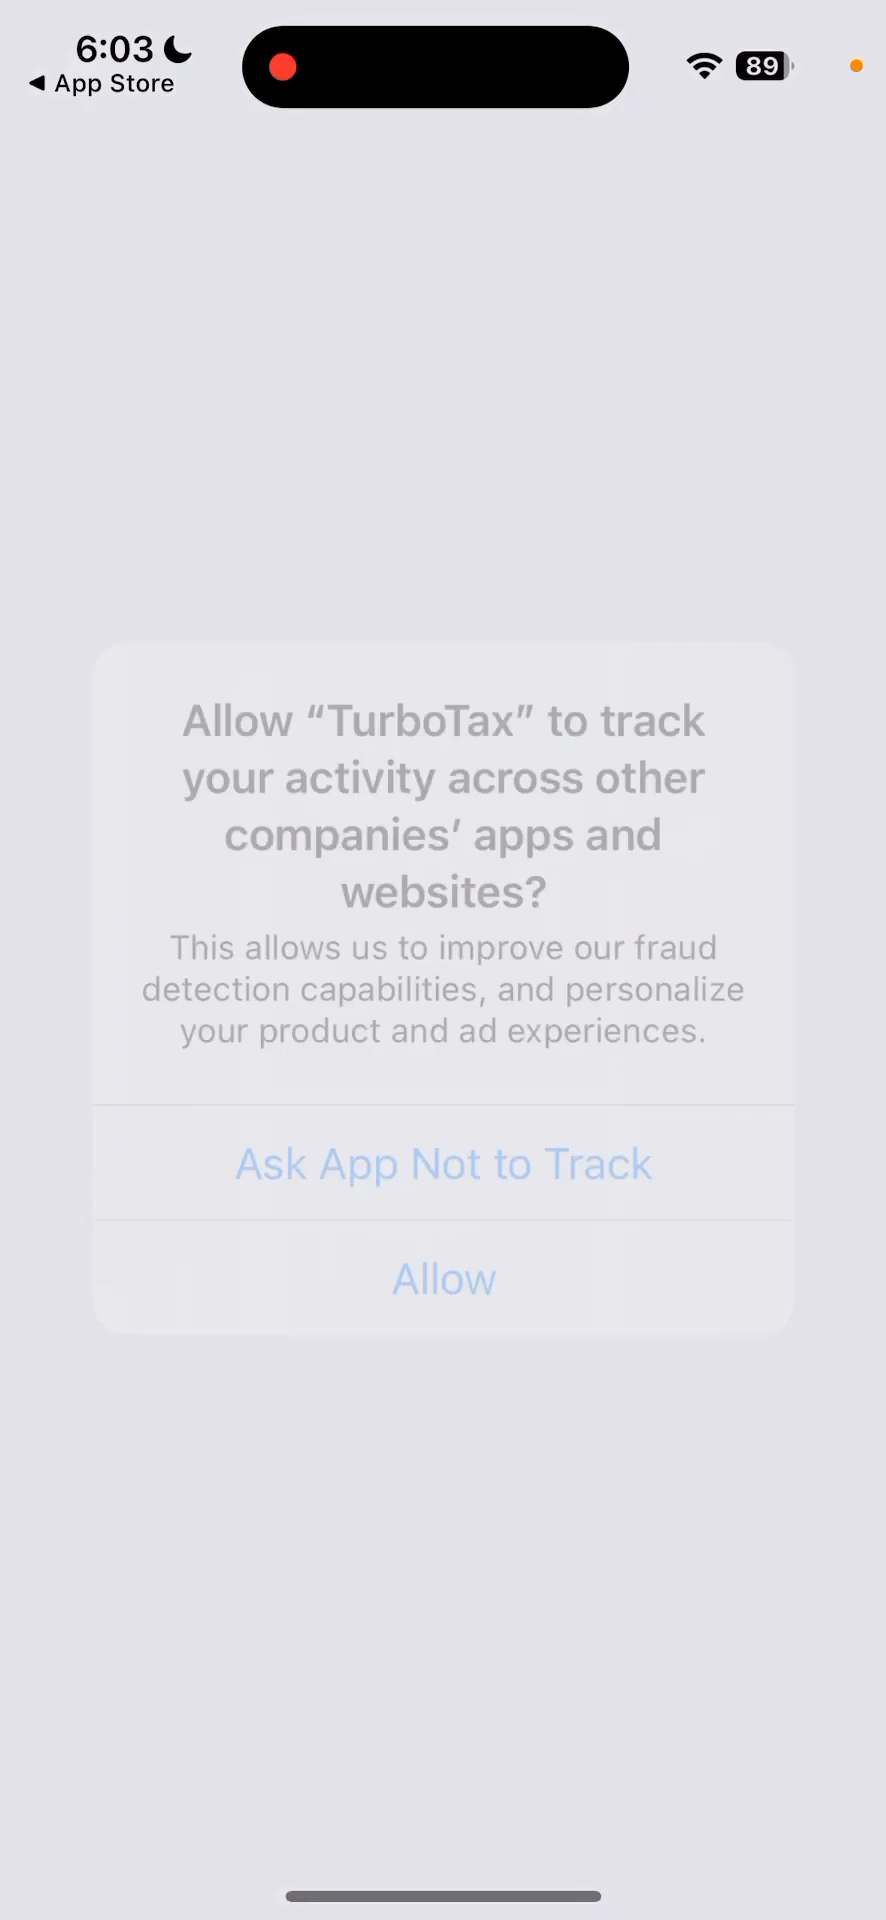 6:03
App Store
89
Allow “TurboTax” to track
your activity across other
companies’ apps and
websites?
This allows us to improve our fraud
detection capabilities, and personalize
your product and ad experiences.
Ask App Not to Track
Allow